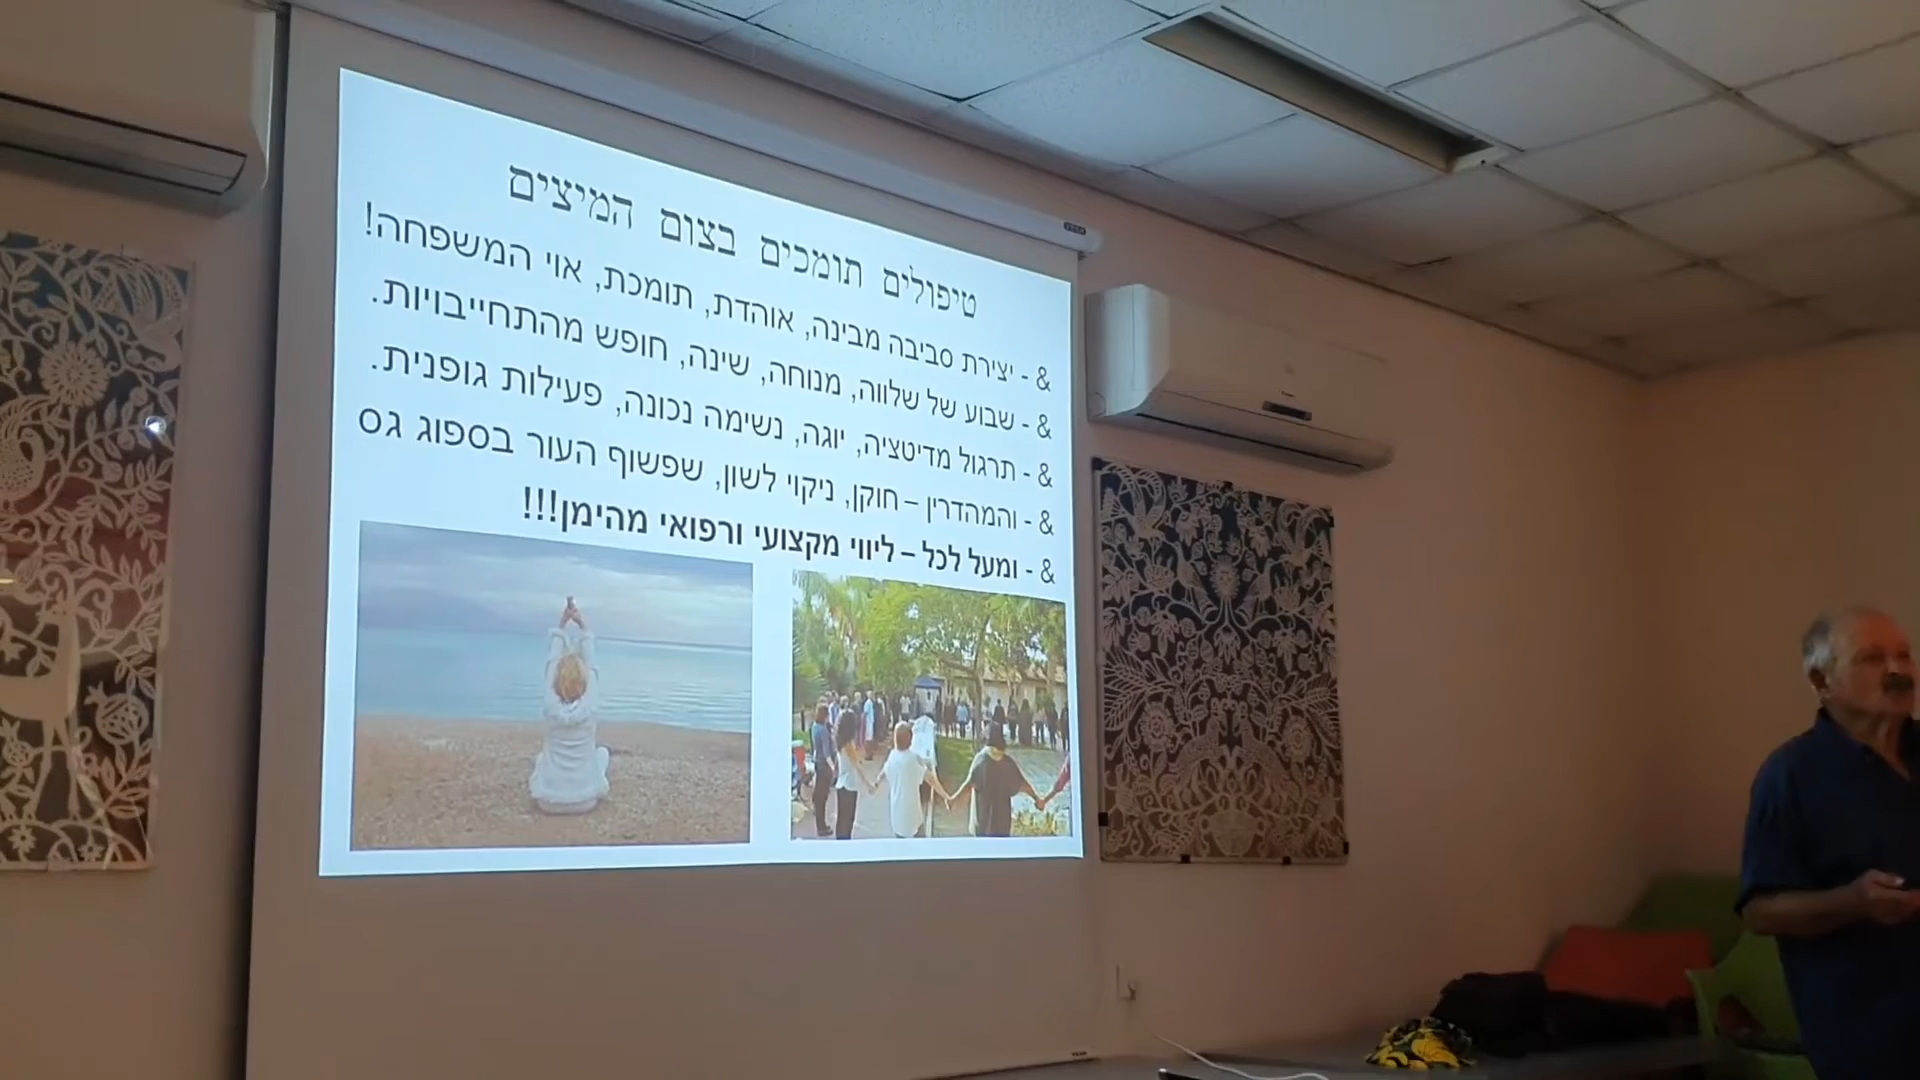 טיפולים תומכים בצום המיצים
& - יצירת סביבה מבינה, אוהדת, תומכת, אוי המשפחה!
& - שבוע של שלווה, מנוחה, שינה, חופש מהתחייבויות.
& - תרגול מדיטציה, יוגה, נשימה נכונה, פעילות גופנית.
& - והמהדרין – חוקן, ניקוי לשון, שפשוף העור בספוג גס
& - ומעל לכל – ליווי מקצועי ורפואי מהימן!!!